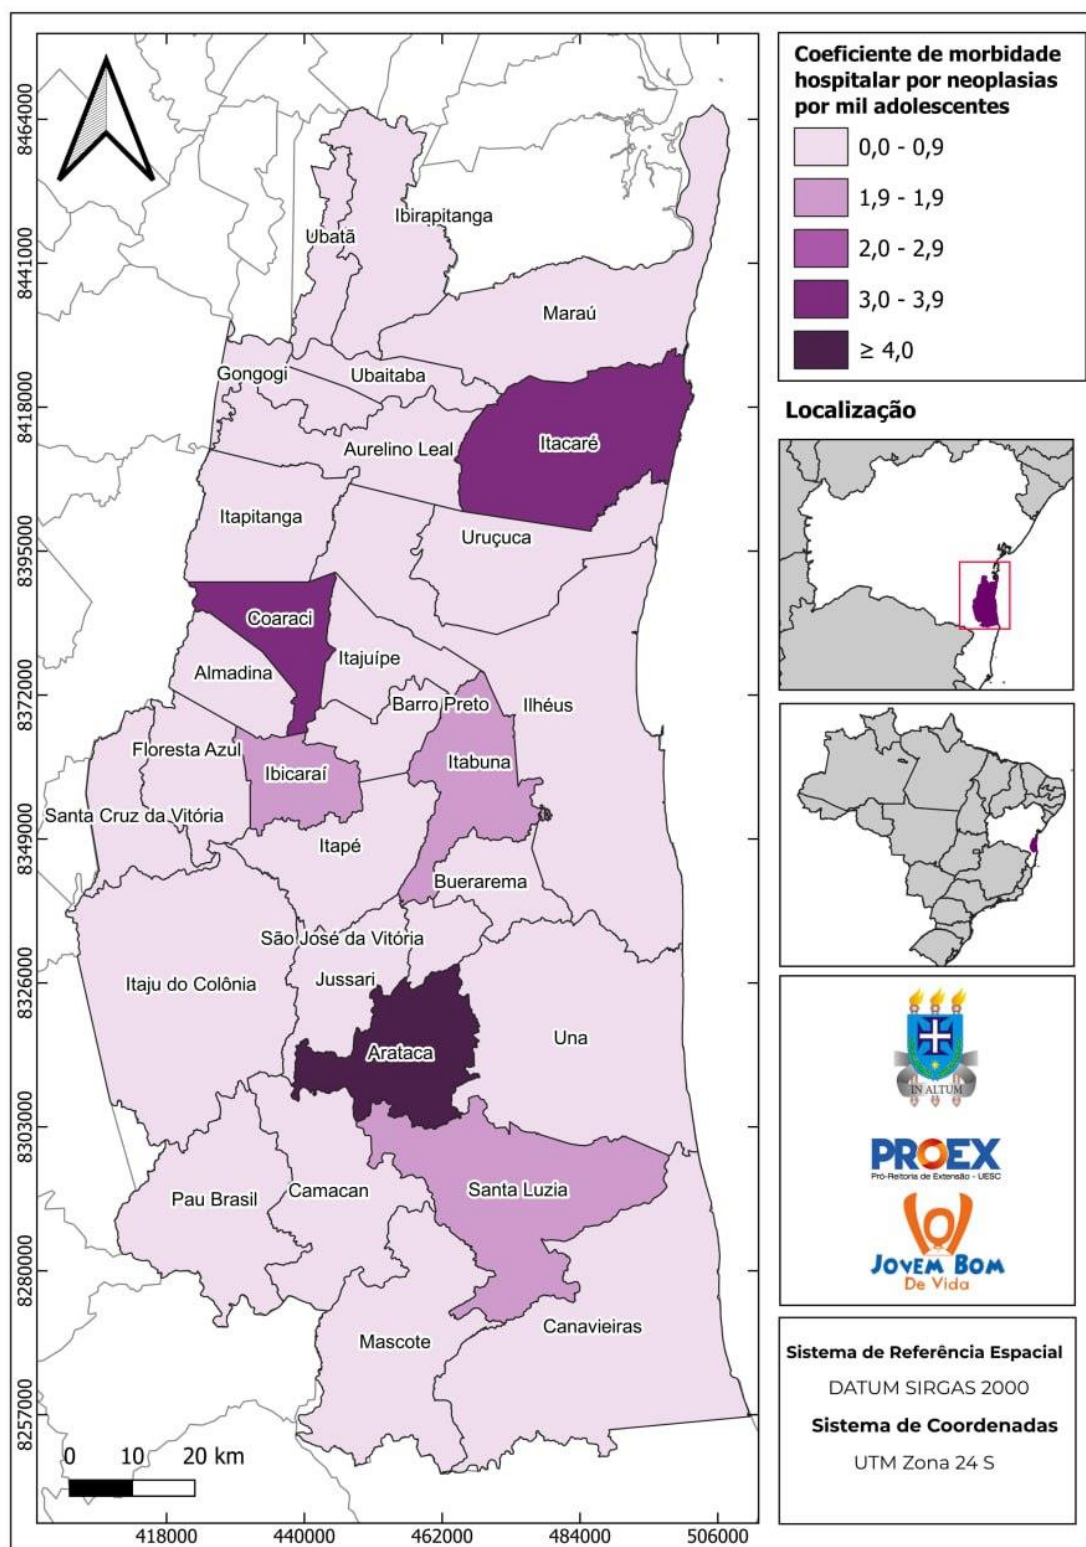 Coeficiente de morbidade
hospitalar por neoplasias
por mil adolescentes
0,0 - 0,9
1,9 - 1,9
2,0 - 2,9
3,0 - 3,9
≥ 4,0
Localização
8464000
8441000
8418000
8395000
8372000
8349000
8326000
8303000
8280000
8257000
Ibirapitanga
Ubatã
Maraú
Gongogi
Ubaitaba
Aurelino Leal
Itacaré
Itapitanga
Uruçuca
Coaraci
Itajuípe
Almadina
Barro Preto
Ilhéus
Floresta Azul
Ibicaraí
Itabuna
Santa Cruz da Vitória
Itapé
Buerarema
São José da Vitória
Itaju do Colônia
Jussari
Una
Arataca
Pau Brasil
Camacan
Santa Luzia
Mascote
Canavieiras
0 10 20 km
418000 440000 462000 484000 506000
IN ALTUM
PROEX
Pró-Reitoria de Extensão - UESC
JOVEM BOM
De Vida
Sistema de Referência Espacial
DATUM SIRGAS 2000
Sistema de Coordenadas
UTM Zona 24 S